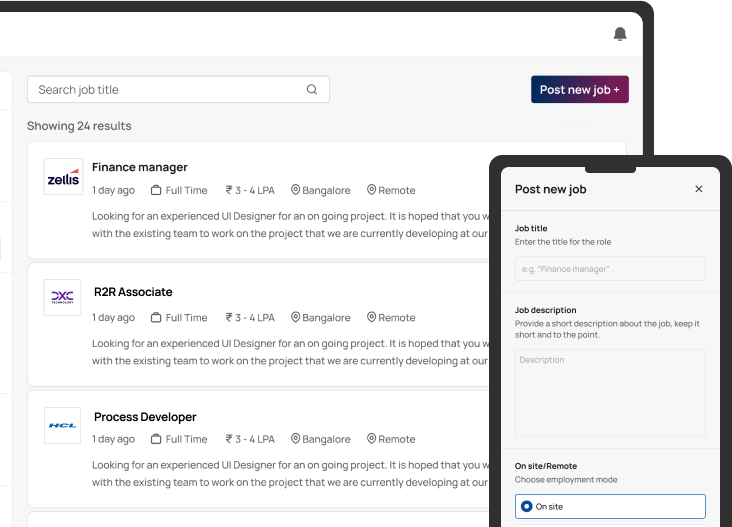 Search job title
Post new job +
Showing 24 results
zellis
Finance manager
1 day ago Full Time ₹ 3 - 4 LPA Bangalore Remote
Looking for an experienced UI Designer for an on going project. It is hoped that you w
with the existing team to work on the project that we are currently developing at our
DXC
TECHNOLOGY
R2R Associate
1 day ago Full Time ₹ 3 - 4 LPA Bangalore Remote
Looking for an experienced UI Designer for an on going project. It is hoped that you w
with the existing team to work on the project that we are currently developing at our
HCL
Process Developer
1 day ago Full Time ₹ 3 - 4 LPA Bangalore Remote
Looking for an experienced UI Designer for an on going project. It is hoped that you w
with the existing team to work on the project that we are currently developing at our
Post new job
Job title
Enter the title for the role
e.g. “Finance manager”
Job description
Provide a short description about the job, keep it
short and to the point.
Description
On site/Remote
Choose employment mode
On site